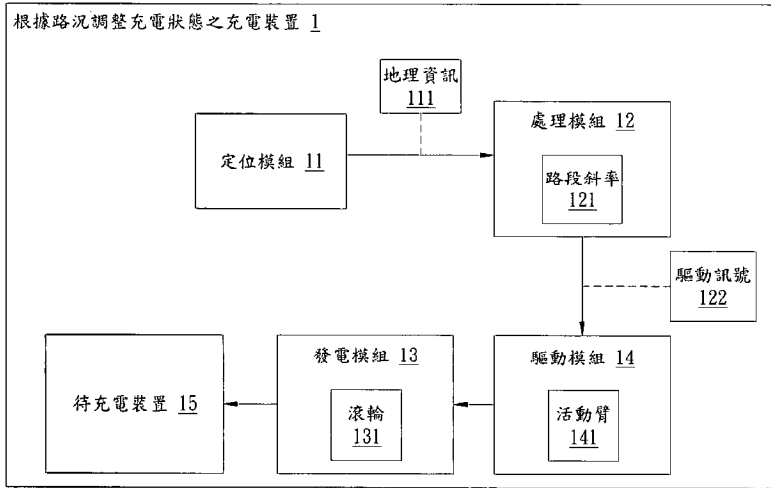 根據路況調整充電狀態之充電裝置 1
地理資訊
111
定位模組 11
處理模組 12
路段斜率
121
驅動訊號
122
待充電裝置 15
發電模組 13
滾輪
131
驅動模組 14
活動臂
141